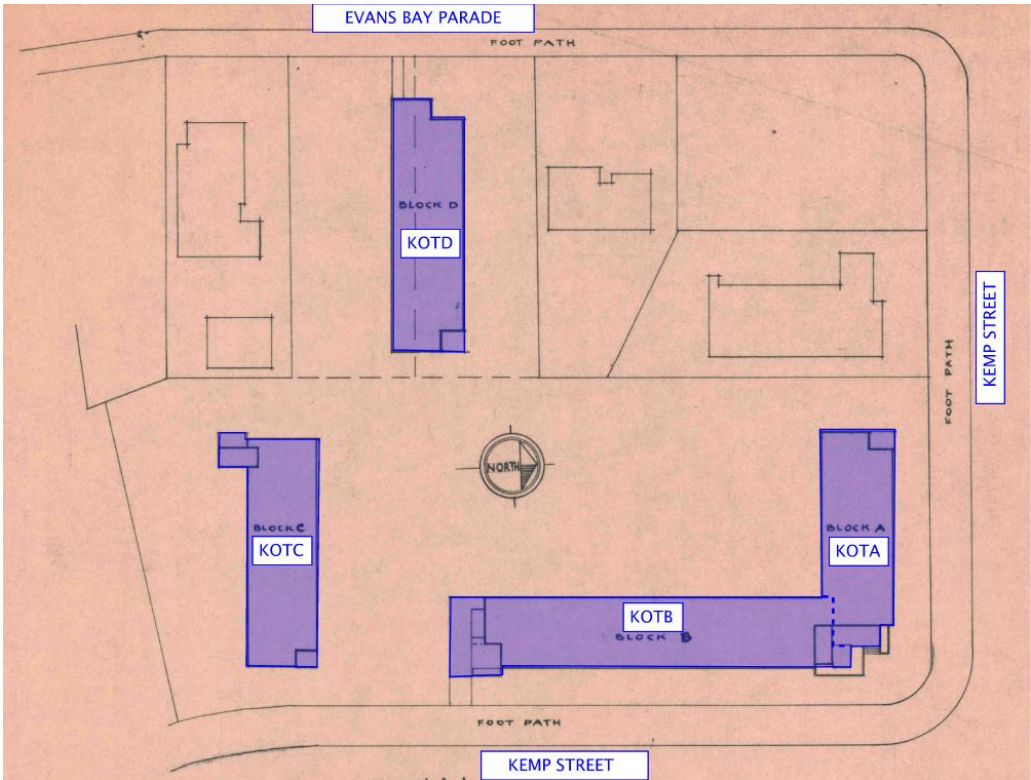 EVANS BAY PARADE
FOOT PATH
BLOCK D
KOTD
KEMP STREET
FOOT PATH
NORTH
BLOCK C
KOTC
BLOCK A
KOTA
KOTB
BLOCK B
FOOT PATH
KEMP STREET